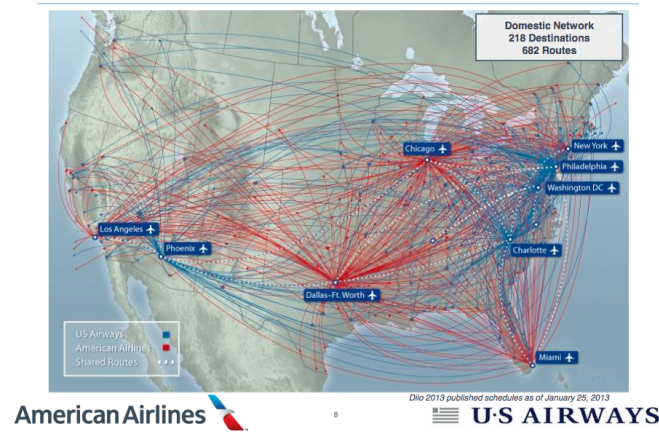 Domestic Network
218 Destinations
682 Routes
Chicago
New York
Philadelphia
Washington DC
Los Angeles
Phoenix
Charlotte
Dallas–Ft. Worth
Miami
US Airways
American Airlines
Shared Routes
Diio 2013 published schedules as of January 25, 2013
American Airlines
8
U·S AIRWAYS